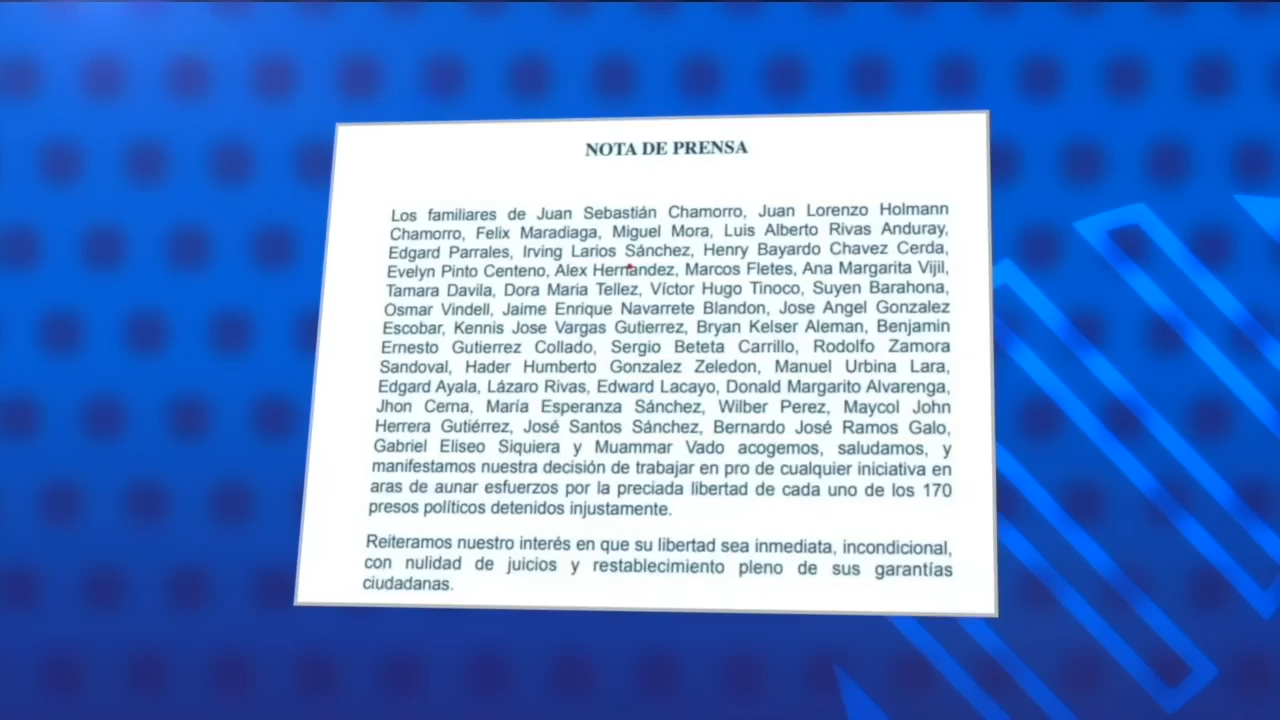 NOTA DE PRENSA
Los familiares de Juan Sebastián Chamorro, Juan Lorenzo Holmann
Chamorro, Felix Maradiaga, Miguel Mora, Luis Alberto Rivas Anduray,
Edgard Parrales, Irving Larios Sánchez, Henry Bayardo Chavez Cerda,
Evelyn Pinto Centeno, Alex Hernandez, Marcos Fletes, Ana Margarita Vijil,
Tamara Davila, Dora Maria Tellez, Víctor Hugo Tinoco, Suyen Barahona,
Osmar Vindell, Jaime Enrique Navarrete Blandon, Jose Angel Gonzalez
Escobar, Kennis Jose Vargas Gutierrez, Bryan Kelser Aleman, Benjamin
Ernesto Gutierrez Collado, Sergio Beteta Carrillo, Rodolfo Zamora
Sandoval, Hader Humberto Gonzalez Zeledon, Manuel Urbina Lara,
Edgard Ayala, Lázaro Rivas, Edward Lacayo, Donald Margarito Alvarenga,
Jhon Cerna, María Esperanza Sánchez, Wilber Perez, Maycol John
Herrera Gutiérrez, José Santos Sánchez, Bernardo José Ramos Galo,
Gabriel Eliseo Siquiera y Muammar Vado acogemos, saludamos, y
manifestamos nuestra decisión de trabajar en pro de cualquier iniciativa en
aras de aunar esfuerzos por la preciada libertad de cada uno de los 170
presos políticos detenidos injustamente.
Reiteramos nuestro interés en que su libertad sea inmediata, incondicional,
con nulidad de juicios y restablecimiento pleno de sus garantías
ciudadanas.